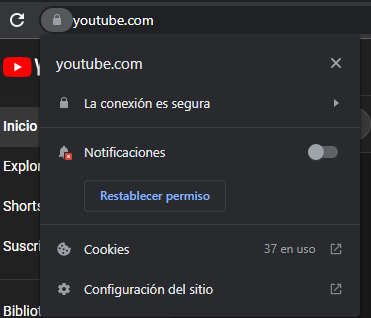 youtube.com
youtube.com
La conexión es segura
Inicio
Notificaciones
Explor
Restablecer permiso
Shorts
Suscri
Cookies 37 en uso
Configuración del sitio
Bibliot